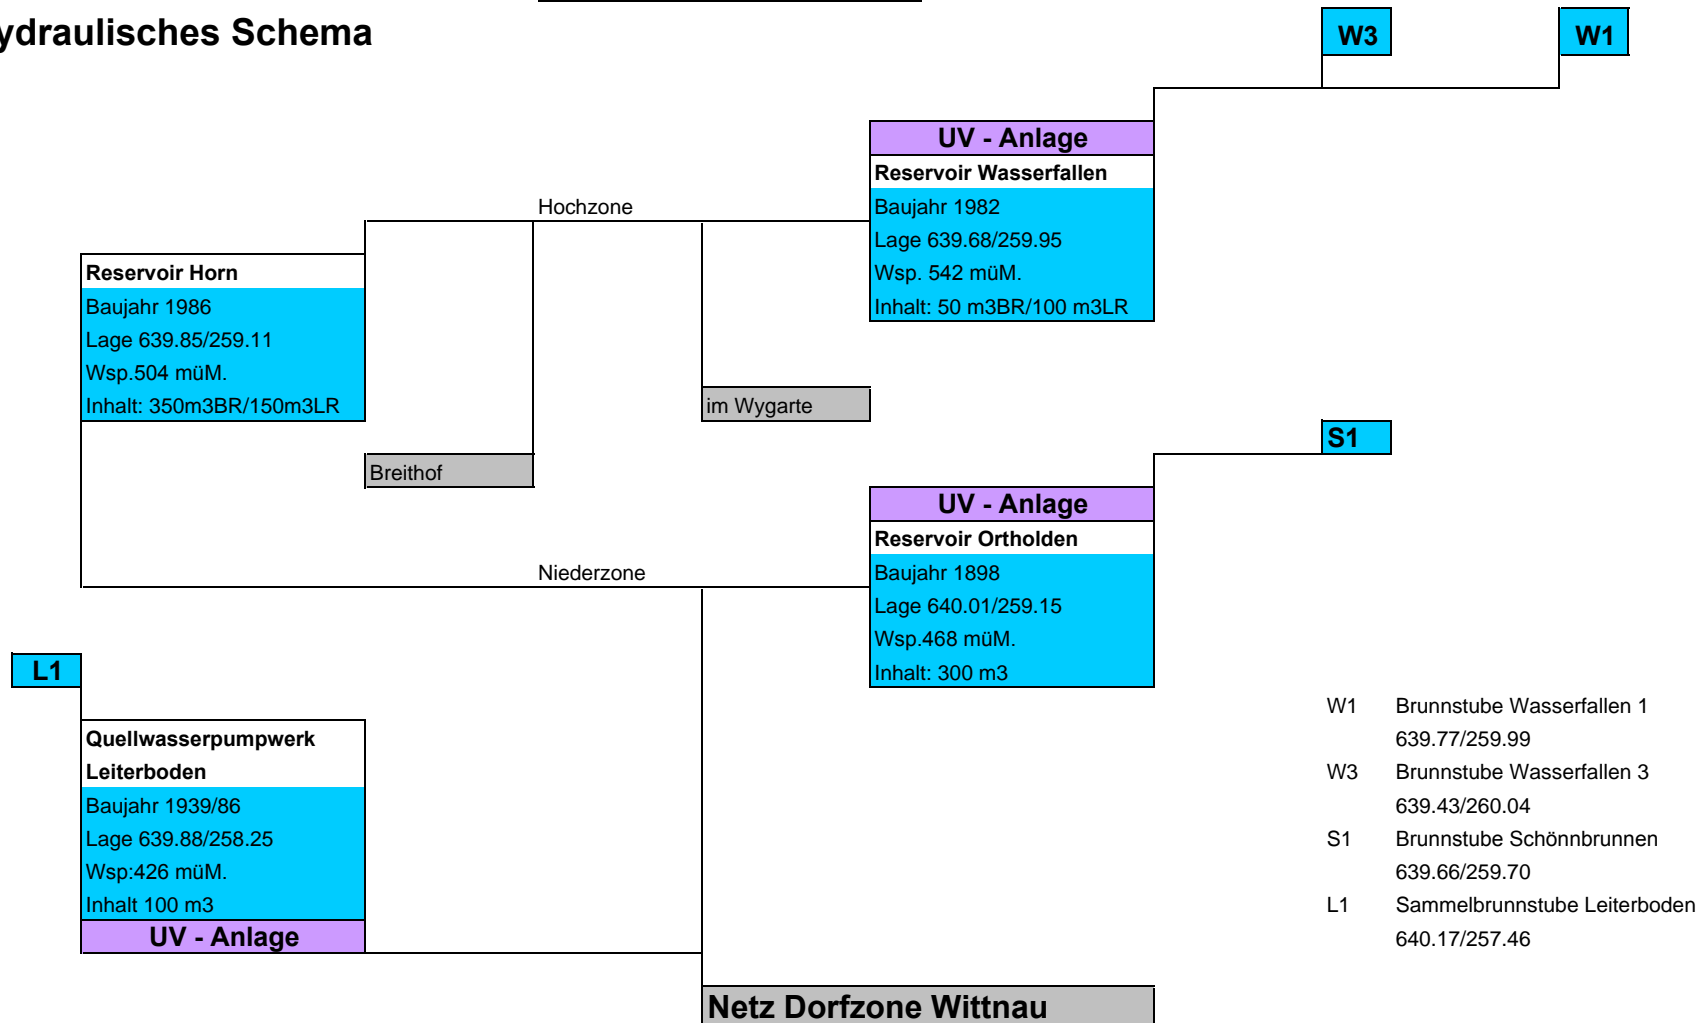 ydraulisches Schema
W3
W1
UV - Anlage
Reservoir Wasserfallen
Baujahr 1982
Lage 639.68/259.95
Wsp. 542 müM.
Inhalt: 50 m3BR/100 m3LR
Hochzone
Reservoir Horn
Baujahr 1986
Lage 639.85/259.11
Wsp.504 müM.
Inhalt: 350m3BR/150m3LR
im Wygarte
Breithof
S1
UV - Anlage
Reservoir Ortholden
Baujahr 1898
Lage 640.01/259.15
Wsp.468 müM.
Inhalt: 300 m3
Niederzone
L1
Quellwasserpumpwerk
Leiterboden
Baujahr 1939/86
Lage 639.88/258.25
Wsp:426 müM.
Inhalt 100 m3
UV - Anlage
W1 Brunnstube Wasserfallen 1
639.77/259.99
W3 Brunnstube Wasserfallen 3
639.43/260.04
S1 Brunnstube Schönnbrunnen
639.66/259.70
L1 Sammelbrunnstube Leiterboden
640.17/257.46
Netz Dorfzone Wittnau